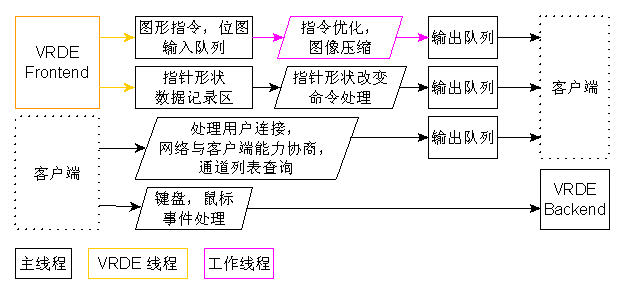 VRDE
Frontend
图形指令，位图
输入队列
指令优化，
图像压缩
输出队列
指针形状
数据记录区
指针形状改变
命令处理
输出队列
客户端
客户端
处理用户连接，
网络与客户端能力协商，
通道列表查询
输出队列
键盘，鼠标
事件处理
VRDE
Backend
主线程
VRDE 线程
工作线程